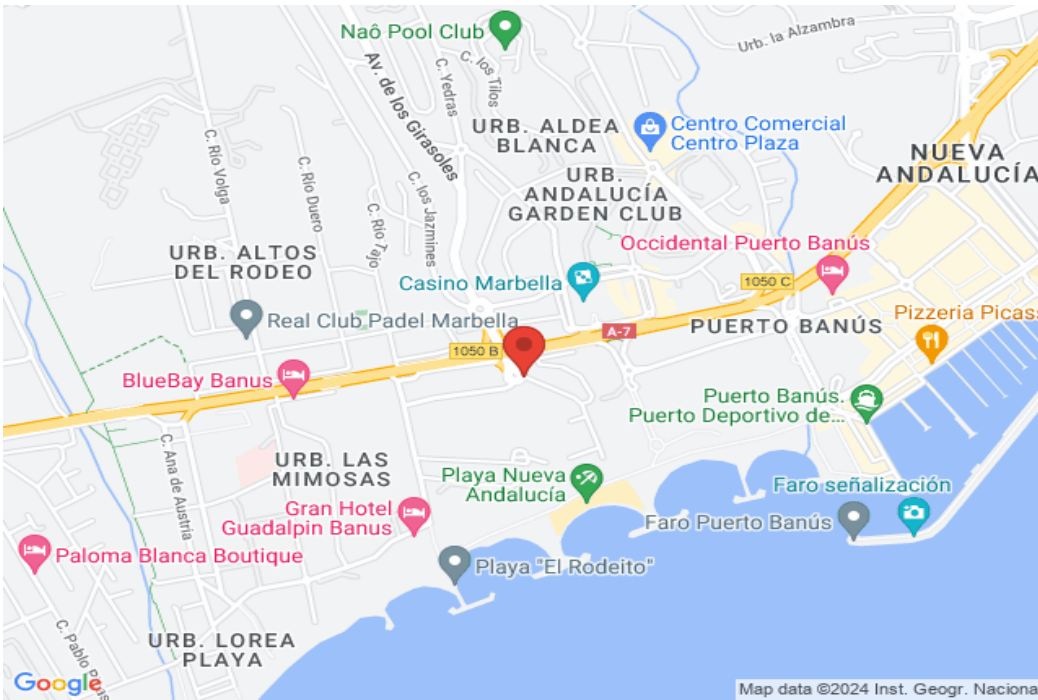 Naô Pool Club
Urb. la Alzambra
Av. de los Girasoles
C. Yedras
C. los Tilos
URB. ALDEA
BLANCA
Centro Comercial
Centro Plaza
NUEVA
ANDALUCÍA
C. Río Volga
C. Río Duero
C. Río Tajo
C. los Jazmines
URB.
ANDALUCÍA
GARDEN CLUB
URB. ALTOS
DEL RODEO
Occidental Puerto Banús
Casino Marbella
1050 C
Real Club Padel Marbella
A-7
PUERTO BANÚS
Pizzeria Picass
1050 B
BlueBay Banus
Puerto Banús.
Puerto Deportivo de...
C. Ana de Austria
URB. LAS
MIMOSAS
Playa Nueva
Andalucía
Faro señalización
Gran Hotel
Guadalpin Banus
Faro Puerto Banús
Paloma Blanca Boutique
Playa "El Rodeito"
C. Pablo
URB. LOREA
PLAYA
Google
Map data ©2024 Inst. Geogr. Naciona